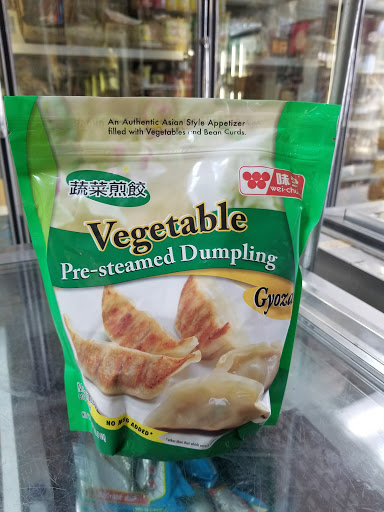 An Authentic Asian Style Appetizer
filled with Vegetables and Bean Curds.
蔬菜煎餃
味全
wei-chuan
Vegetable
Pre-steamed Dumpling
Gyoza
NO MSG ADDED*